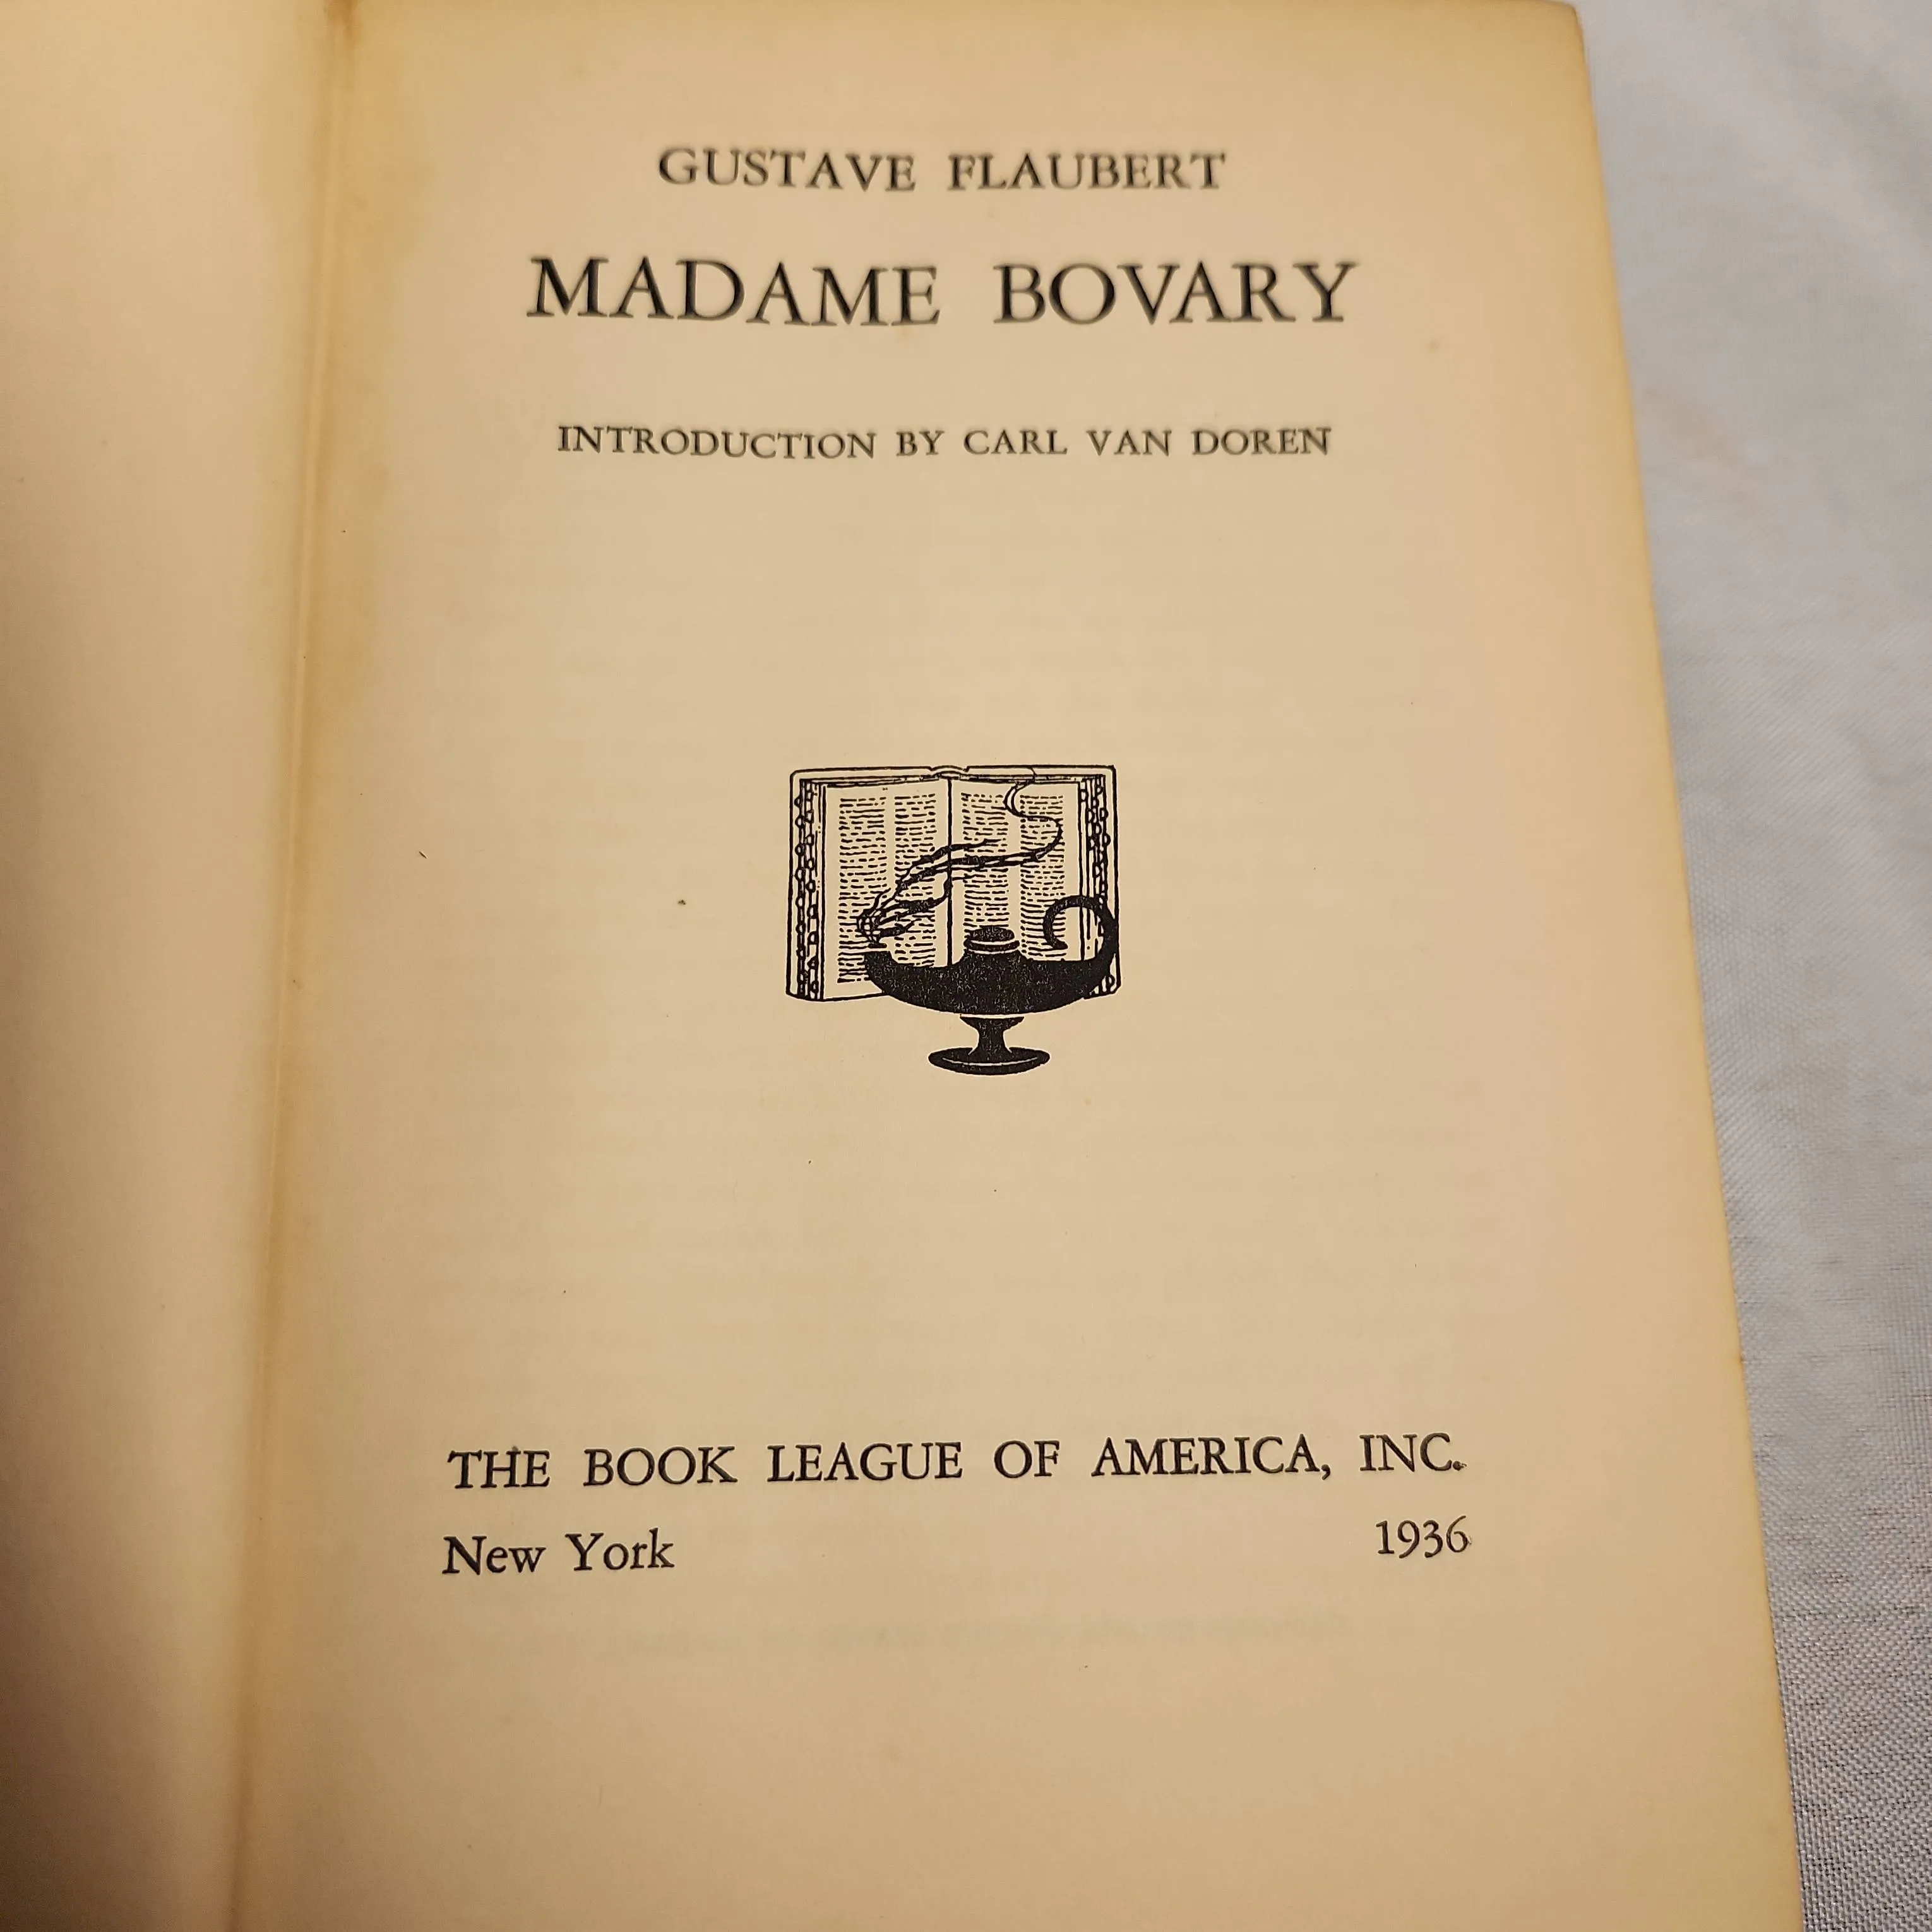 GUSTAVE FLAUBERT
MADAME BOVARY
INTRODUCTION BY CARL VAN DOREN
THE BOOK LEAGUE OF AMERICA, INC.
New York 1936